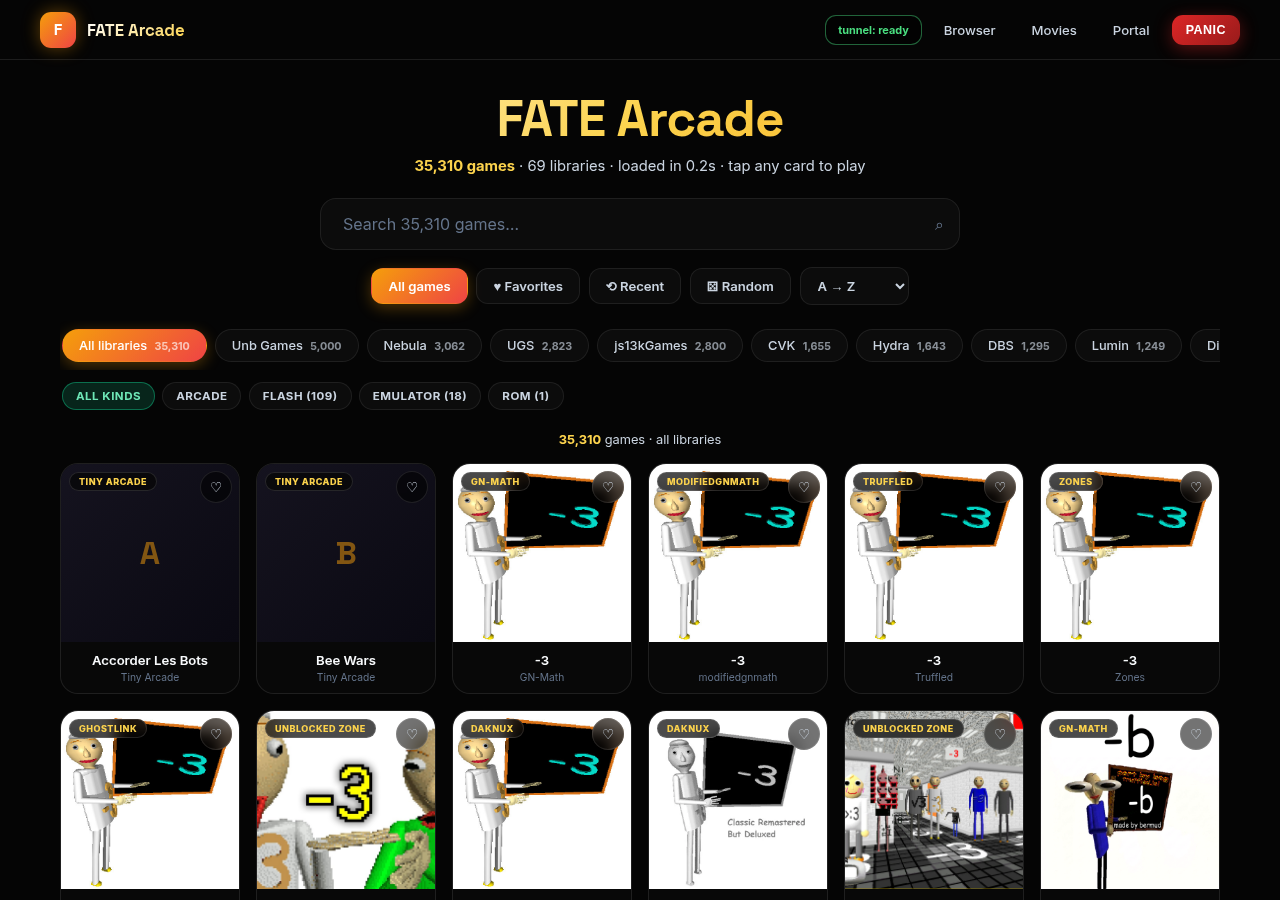 F FATE Arcade tunnel: ready Browser Movies Portal PANIC
FATE Arcade
35,310 games · 69 libraries · loaded in 0.2s · tap any card to play
Search 35,310 games...
All games ♥ Favorites ⟲ Recent ⚄ Random A → Z
All libraries 35,310 Unb Games 5,000 Nebula 3,062 UGS 2,823 js13kGames 2,800 CVK 1,655 Hydra 1,643 DBS 1,295 Lumin 1,249 Di
ALL KINDS ARCADE FLASH (109) EMULATOR (18) ROM (1)
35,310 games · all libraries
TINY ARCADE TINY ARCADE GN-MATH MODIFIEDGNMATH TRUFFLED ZONES
A B -3 -3 -3 -3
Accorder Les Bots Bee Wars -3 -3 -3 -3
Tiny Arcade Tiny Arcade GN-Math modifiedgnmath Truffled Zones
GHOSTLINK UNBLOCKED ZONE DAKNUX DAKNUX UNBLOCKED ZONE GN-MATH
-3 -3 -3 -3 -3 -b
Classic Remastered
But Deluxed
-b
made by bermud